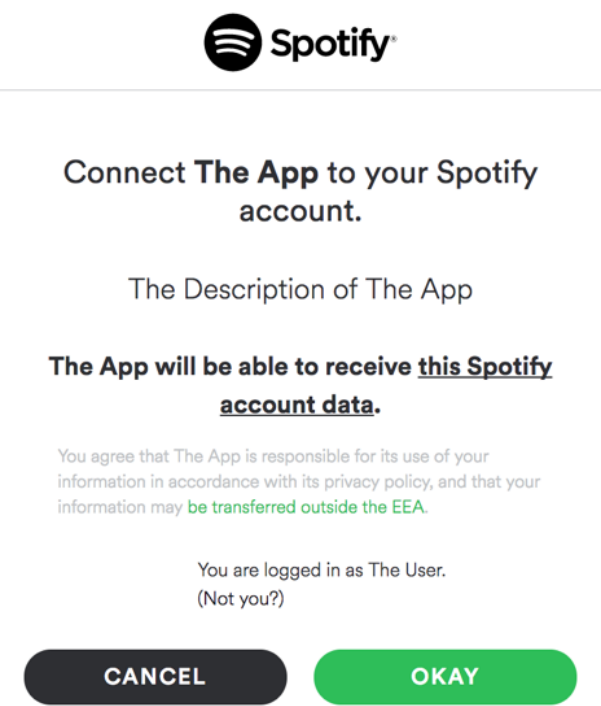 Spotify®
Connect The App to your Spotify
account.
The Description of The App
The App will be able to receive this Spotify
account data.
You agree that The App is responsible for its use of your
information in accordance with its privacy policy, and that your
information may be transferred outside the EEA.
You are logged in as The User.
(Not you?)
CANCEL
OKAY